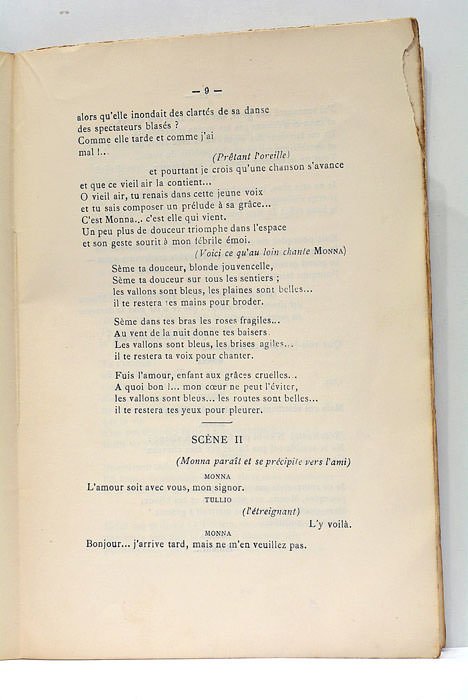 — 9 —
alors qu'elle inondait des clartés de sa danse
des spectateurs blasés ?
Comme elle tarde et comme j'ai
mal !..
(Prêtant l'oreille)
et pourtant je crois qu'une chanson s'avance
et que ce vieil air la contient...
O vieil air, tu renais dans cette jeune voix
et tu sais composer un prélude à sa grâce...
C'est Monna... c'est elle qui vient.
Un peu plus de douceur triomphe dans l'espace
et son geste sourit à mon fébrile émoi.
(Voici ce qu'au loin chante MONNA)
Sème ta douceur, blonde jouvencelle,
Sème ta douceur sur tous les sentiers ;
les vallons sont bleus, les plaines sont belles...
il te restera tes mains pour broder.
Sème dans tes bras les roses fragiles...
Au vent de la nuit donne tes baisers
Les vallons sont bleus, les brises agiles...
il te restera ta voix pour chanter.
Fuis l'amour, enfant aux grâces cruelles...
A quoi bon !... mon cœur ne peut l'éviter,
les vallons sont bleus... les routes sont belles...
il te restera tes yeux pour pleurer.
SCÈNE II
(Monna paraît et se précipite vers l'ami)
MONNA
L'amour soit avec vous, mon signor.
TULLIO
(l'étreignant)
L'y voilà.
MONNA
Bonjour... j'arrive tard, mais ne m'en veuillez pas.